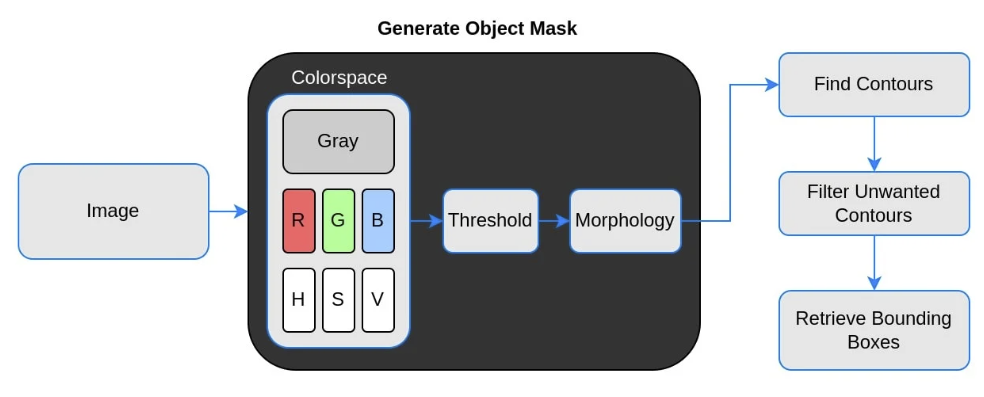 Generate Object Mask
Colorspace
Gray
R G B
H S V
Image
Threshold
Morphology
Find Contours
Filter Unwanted
Contours
Retrieve Bounding
Boxes